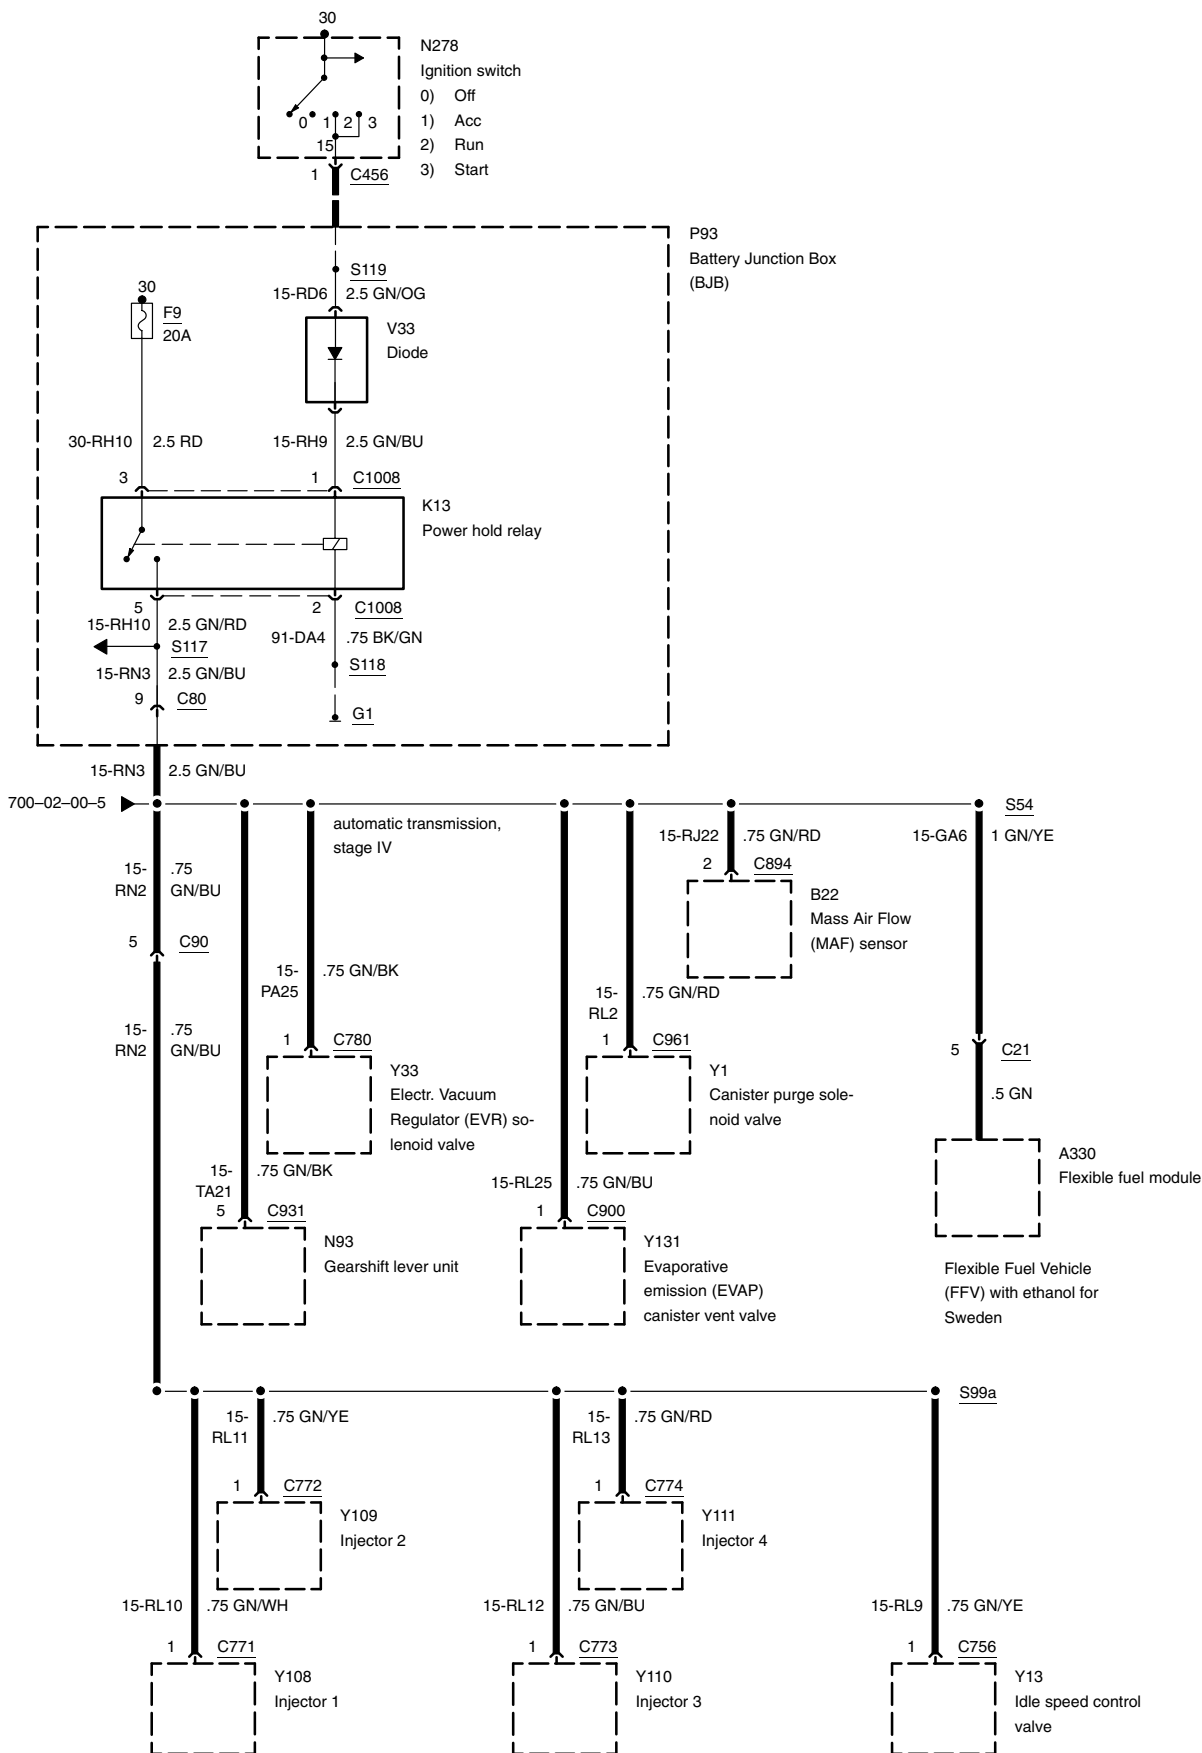 30
N278
Ignition switch
0) Off
1) Acc
2) Run
3) Start
0 1 2 3
15
1 C456
P93
Battery Junction Box
(BJB)
S119
15-RD6 2.5 GN/OG
30
F9
20A
V33
Diode
30-RH10 2.5 RD
15-RH9 2.5 GN/BU
3 1 C1008
K13
Power hold relay
5 2 C1008
15-RH10 2.5 GN/RD
91-DA4 .75 BK/GN
S117
S118
15-RN3 2.5 GN/BU
9 C80
G1
15-RN3 2.5 GN/BU
700–02–00–5
S54
automatic transmission,
stage IV
15-RJ22 .75 GN/RD
15-GA6 1 GN/YE
15- .75
RN2 GN/BU
2 C894
B22
Mass Air Flow
(MAF) sensor
5 C90
15- .75 GN/BK
PA25
15- .75 GN/RD
RL2
15- .75
RN2 GN/BU
1 C780
1 C961
5 C21
Y33
Electr. Vacuum
Regulator (EVR) so-
lenoid valve
Y1
Canister purge sole-
noid valve
.5 GN
A330
Flexible fuel module
15- .75 GN/BK
TA21
15-RL25 .75 GN/BU
5 C931
1 C900
N93
Gearshift lever unit
Y131
Evaporative
emission (EVAP)
canister vent valve
Flexible Fuel Vehicle
(FFV) with ethanol for
Sweden
S99a
15- .75 GN/YE
RL11
15- .75 GN/RD
RL13
1 C772
1 C774
Y109
Injector 2
Y111
Injector 4
15-RL10 .75 GN/WH
15-RL12 .75 GN/BU
15-RL9 .75 GN/YE
1 C771
1 C773
1 C756
Y108
Injector 1
Y110
Injector 3
Y13
Idle speed control
valve